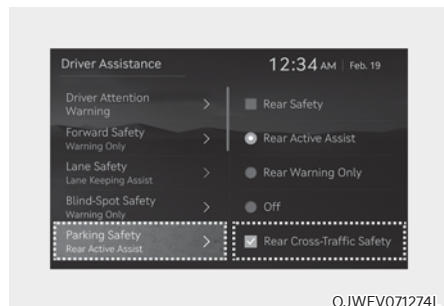 Driver Assistance
12:34 AM | Feb. 19
Driver Attention
Warning
Forward Safety
Warning Only
Lane Safety
Lane Keeping Assist
Blind-Spot Safety
Warning Only
Parking Safety
Rear Active Assist
Rear Safety
Rear Active Assist
Rear Warning Only
Off
Rear Cross-Traffic Safety
OJWEV071274L